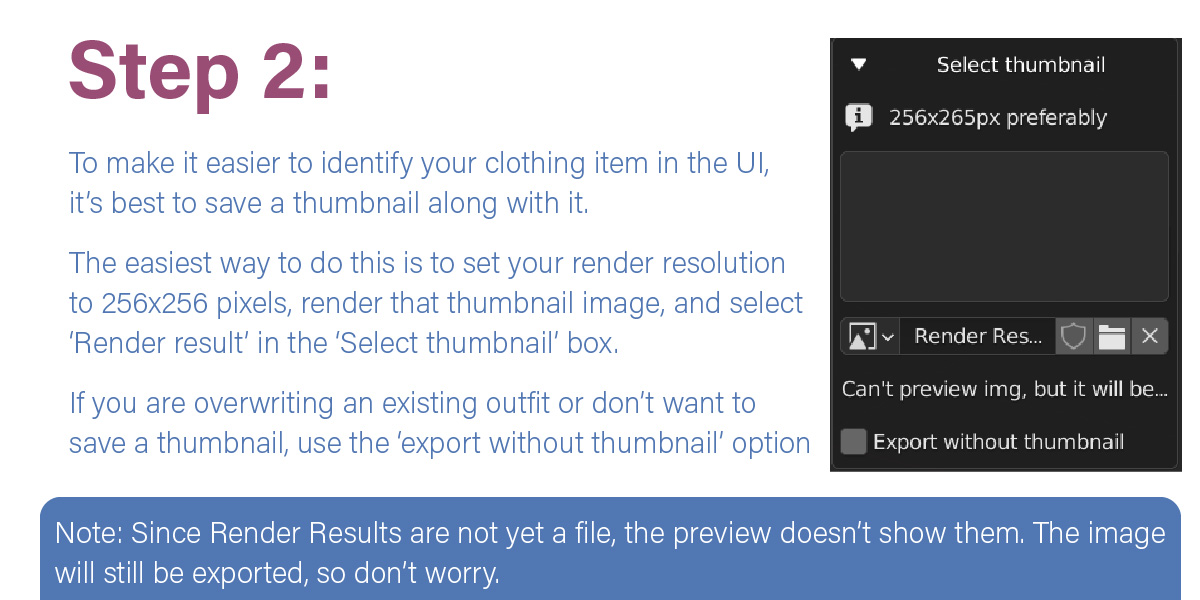 Step 2:
To make it easier to identify your clothing item in the UI,
it’s best to save a thumbnail along with it.
The easiest way to do this is to set your render resolution
to 256x256 pixels, render that thumbnail image, and select
‘Render result’ in the ‘Select thumbnail’ box.
If you are overwriting an existing outfit or don’t want to
save a thumbnail, use the ‘export without thumbnail’ option
Select thumbnail
256x265px preferably
Render Res...
Can't preview img, but it will be...
Export without thumbnail
Note: Since Render Results are not yet a file, the preview doesn’t show them. The image
will still be exported, so don’t worry.